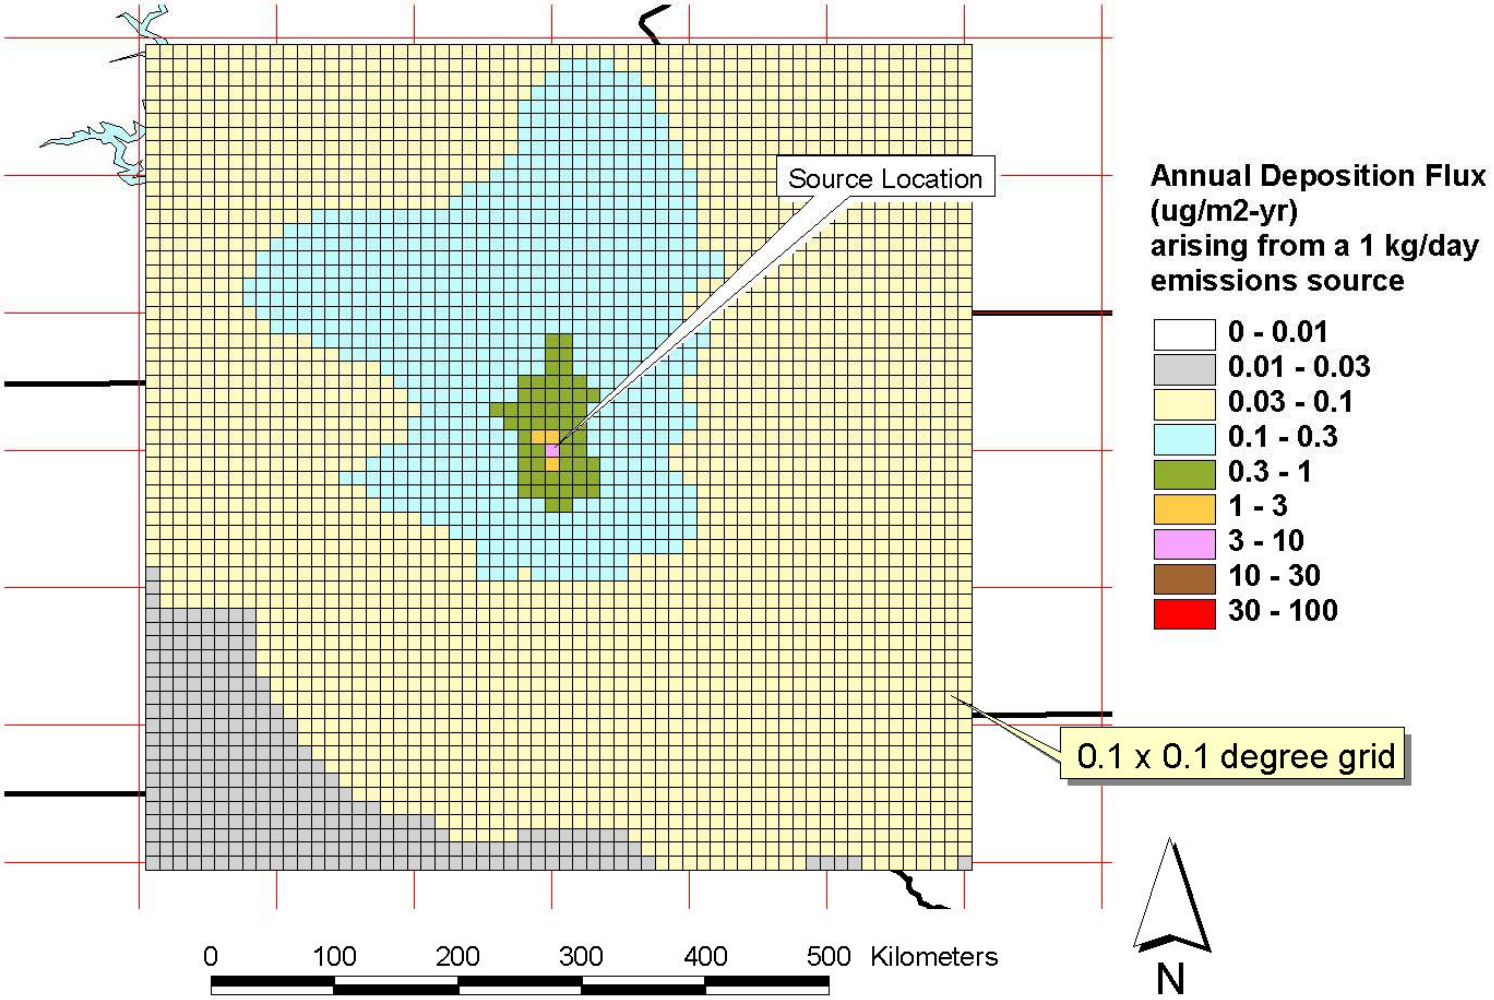 Source Location
Annual Deposition Flux
(ug/m2-yr)
arising from a 1 kg/day
emissions source
0 - 0.01
0.01 - 0.03
0.03 - 0.1
0.1 - 0.3
0.3 - 1
1 - 3
3 - 10
10 - 30
30 - 100
0.1 x 0.1 degree grid
0 100 200 300 400 500 Kilometers
N